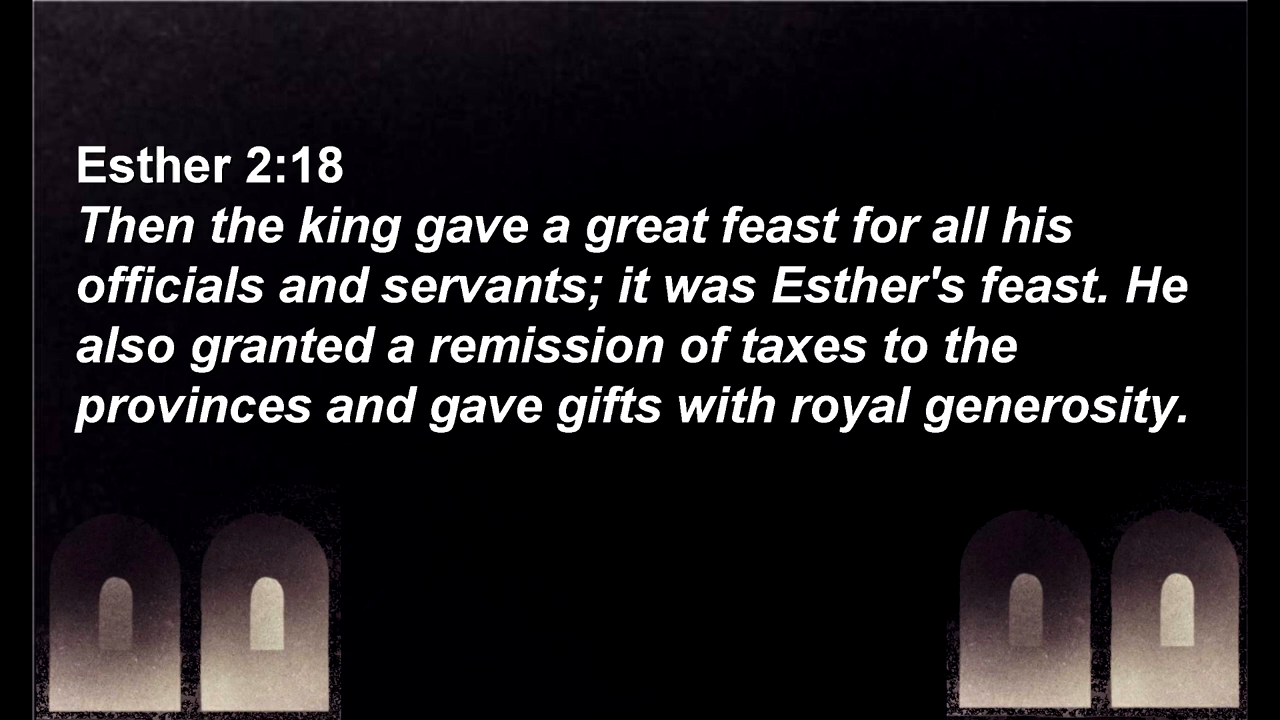 Esther 2:18
Then the king gave a great feast for all his
officials and servants; it was Esther's feast. He
also granted a remission of taxes to the
provinces and gave gifts with royal generosity.